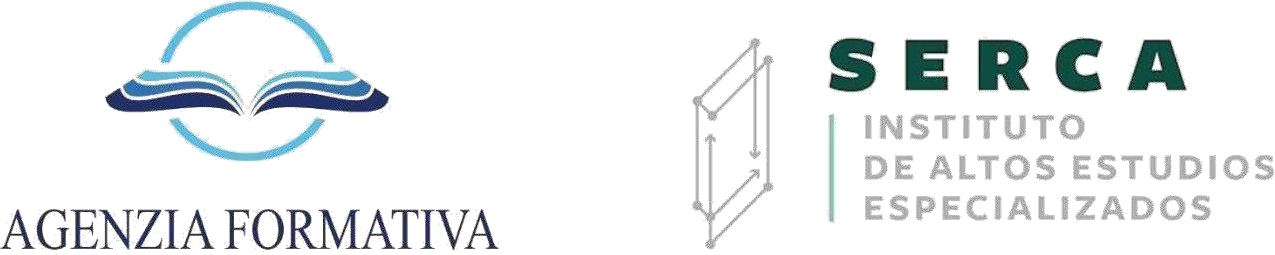 AGENZIA FORMATIVA
SERCA
INSTITUTO
DE ALTOS ESTUDIOS
ESPECIALIZADOS